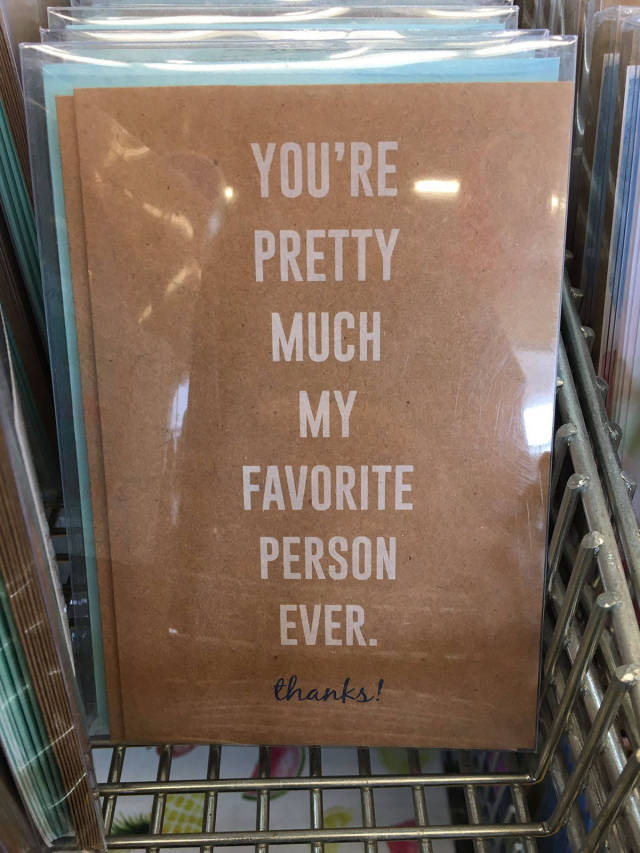 YOU'RE
PRETTY
MUCH
MY
FAVORITE
PERSON
EVER.
thanks!